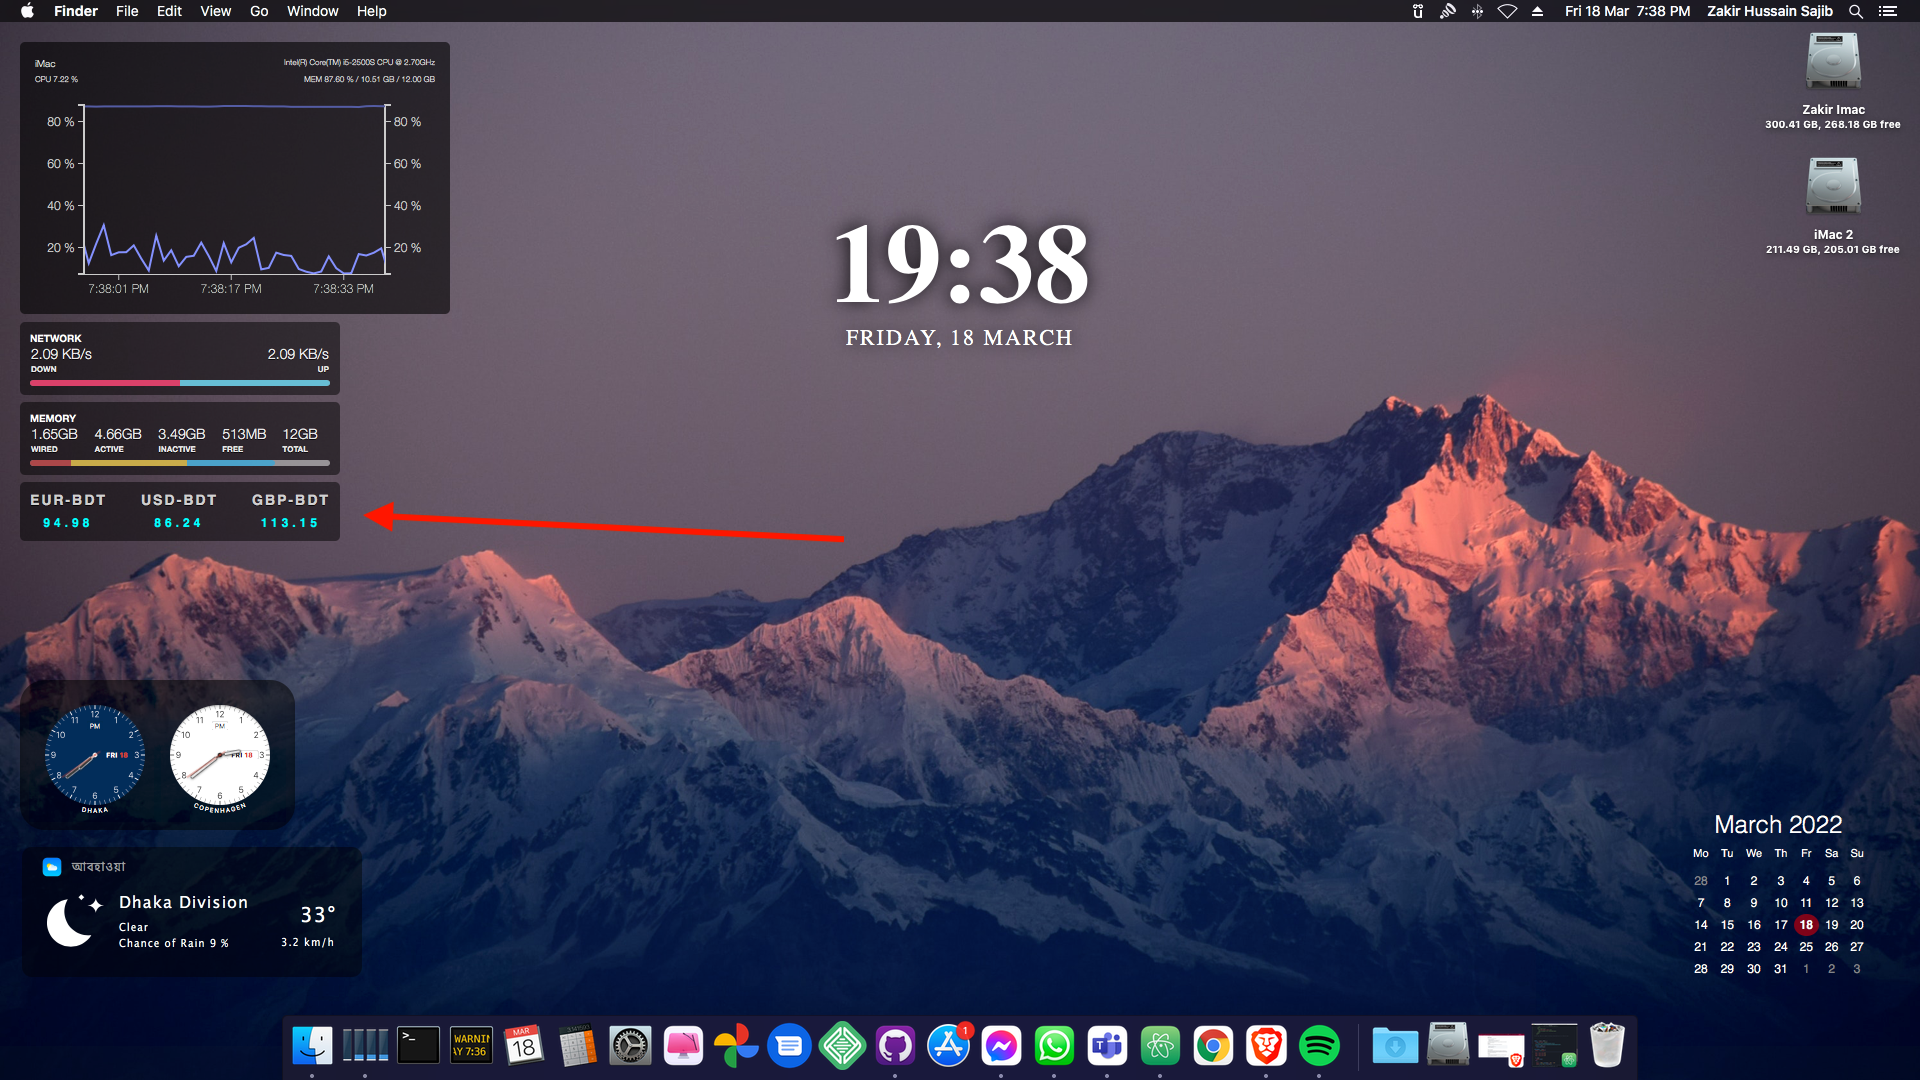 Finder File Edit View Go Window Help
Fri 18 Mar 7:38 PM Zakir Hussain Sajib
iMac
Intel(R) Core(TM) i5-2500S CPU @ 2.70GHz
CPU 7.22 %
MEM 87.60 % / 10.51 GB / 12.00 GB
80 % 80 %
60 % 60 %
40 % 40 %
20 % 20 %
7:38:01 PM 7:38:17 PM 7:38:33 PM
NETWORK
2.09 KB/s 2.09 KB/s
DOWN UP
MEMORY
1.65GB 4.66GB 3.49GB 513MB 12GB
WIRED ACTIVE INACTIVE FREE TOTAL
EUR-BDT USD-BDT GBP-BDT
94.98 86.24 113.15
19:38
FRIDAY, 18 MARCH
Zakir Imac
300.41 GB, 268.18 GB free
iMac 2
211.49 GB, 205.01 GB free
12 1 2 3 4 5 6 7 8 9 10 11
PM
FRI 18
DHAKA
12 1 2 3 4 5 6 7 8 9 10 11
PM
FRI 18
COPENHAGEN
আবহাওয়া
Dhaka Division
33°
Clear
Chance of Rain 9 %
3.2 km/h
March 2022
Mo Tu We Th Fr Sa Su
28 1 2 3 4 5 6
7 8 9 10 11 12 13
14 15 16 17 18 19 20
21 22 23 24 25 26 27
28 29 30 31 1 2 3
WARNIN
AY 7:36
MAR
18
1